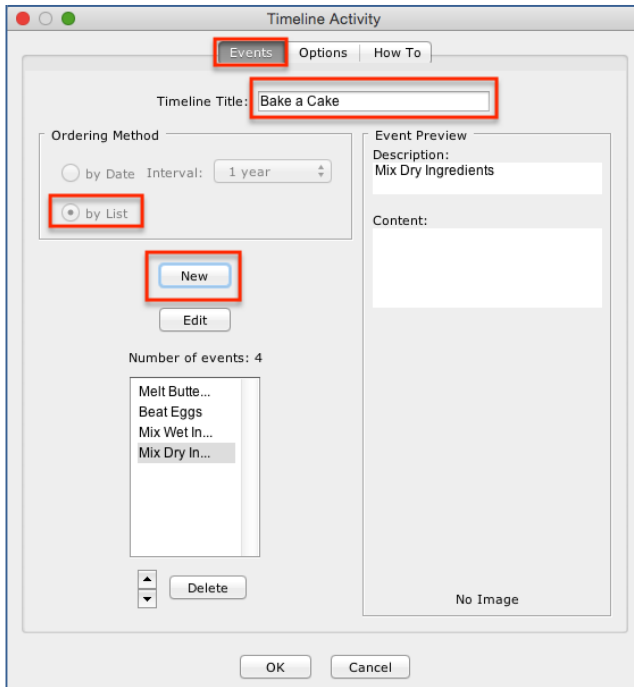 Timeline Activity
Events Options How To
Timeline Title: Bake a Cake
Ordering Method
by Date Interval: 1 year
by List
New
Edit
Number of events: 4
Melt Butte...
Beat Eggs
Mix Wet In...
Mix Dry In...
Delete
Event Preview
Description:
Mix Dry Ingredients
Content:
No Image
OK Cancel